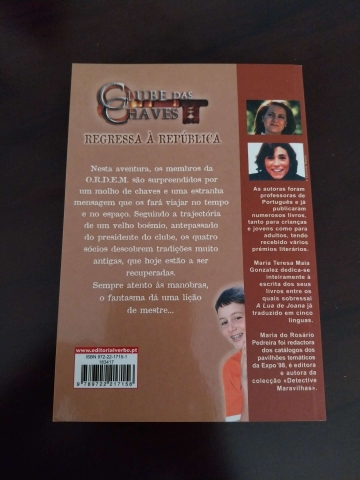 CLUBE DAS
CHAVES
REGRESSA À REPÚBLICA
Nesta aventura, os membros da
O.R.D.E.M. são surpreendidos por
um molho de chaves e uma estranha
mensagem que os fará viajar no tempo
e no espaço. Seguindo a trajectória
de um velho boémio, antepassado
do presidente do clube, os quatro
sócios descobrem tradições muito
antigas, que hoje estão a ser
recuperadas.
Sempre atento às manobras,
o fantasma dá uma lição
de mestre...
As autoras foram
professoras de
Português e já
publicaram
numerosos livros,
tanto para crianças
e jovens como para
adultos, tendo
recebido vários
prémios literários.
Maria Teresa Maia
Gonzalez dedica-se
inteiramente à
escrita dos seus
livros entre os
quais sobressai
A Lua de Joana já
traduzido em cinco
línguas.
Maria do Rosário
Pedreira foi redactora
dos catálogos dos
pavilhões temáticos
da Expo '98, é editora
e autora da
colecção «Detective
Maravilhas».
www.editorialverbo.pt
ISBN 972-22-1715-1
9789722217156